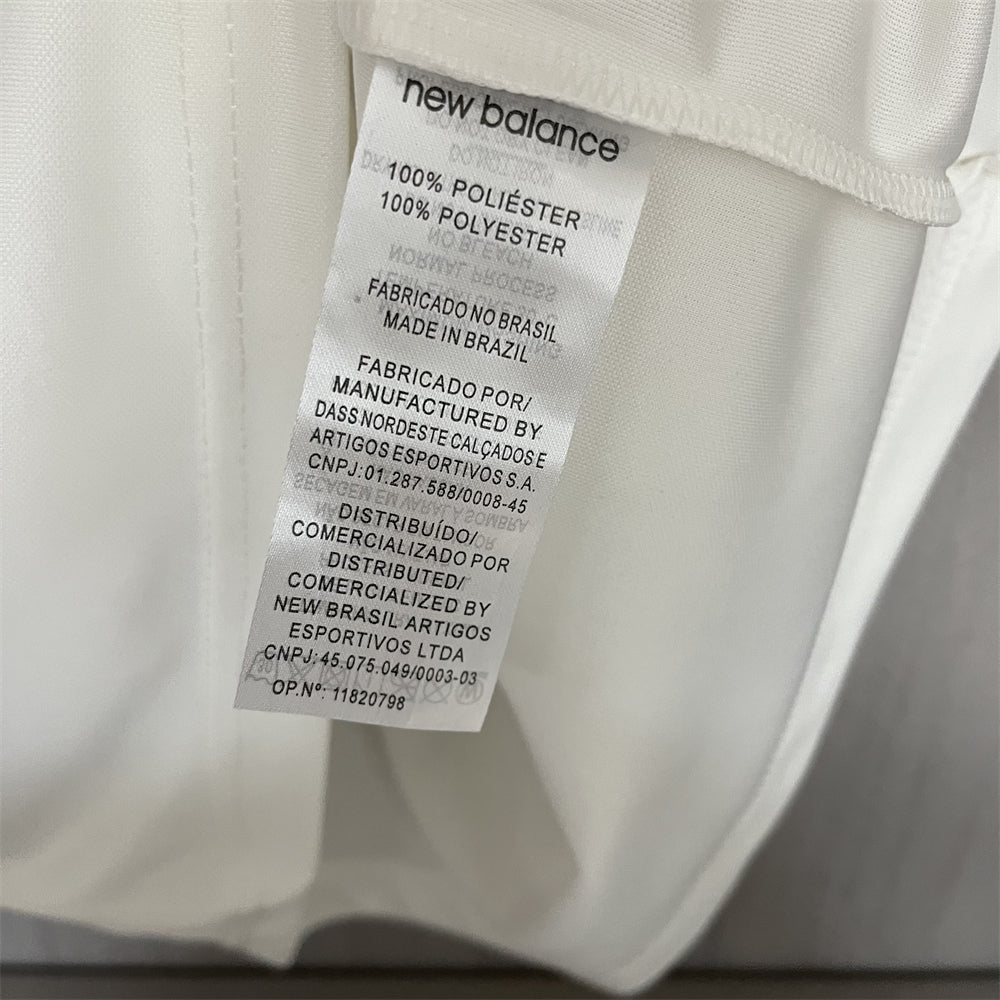 new balance
100% POLIÉSTER
100% POLYESTER
FABRICADO NO BRASIL
MADE IN BRAZIL
FABRICADO POR/
MANUFACTURED BY
DASS NORDESTE CALÇADOS E
ARTIGOS ESPORTIVOS S.A.
CNPJ:01.287.588/0008-45
DISTRIBUÍDO/
COMERCIALIZADO POR
DISTRIBUTED/
COMERCIALIZED BY
NEW BRASIL ARTIGOS
ESPORTIVOS LTDA
CNPJ:45.075.049/0003-03
OP.Nº: 11820798